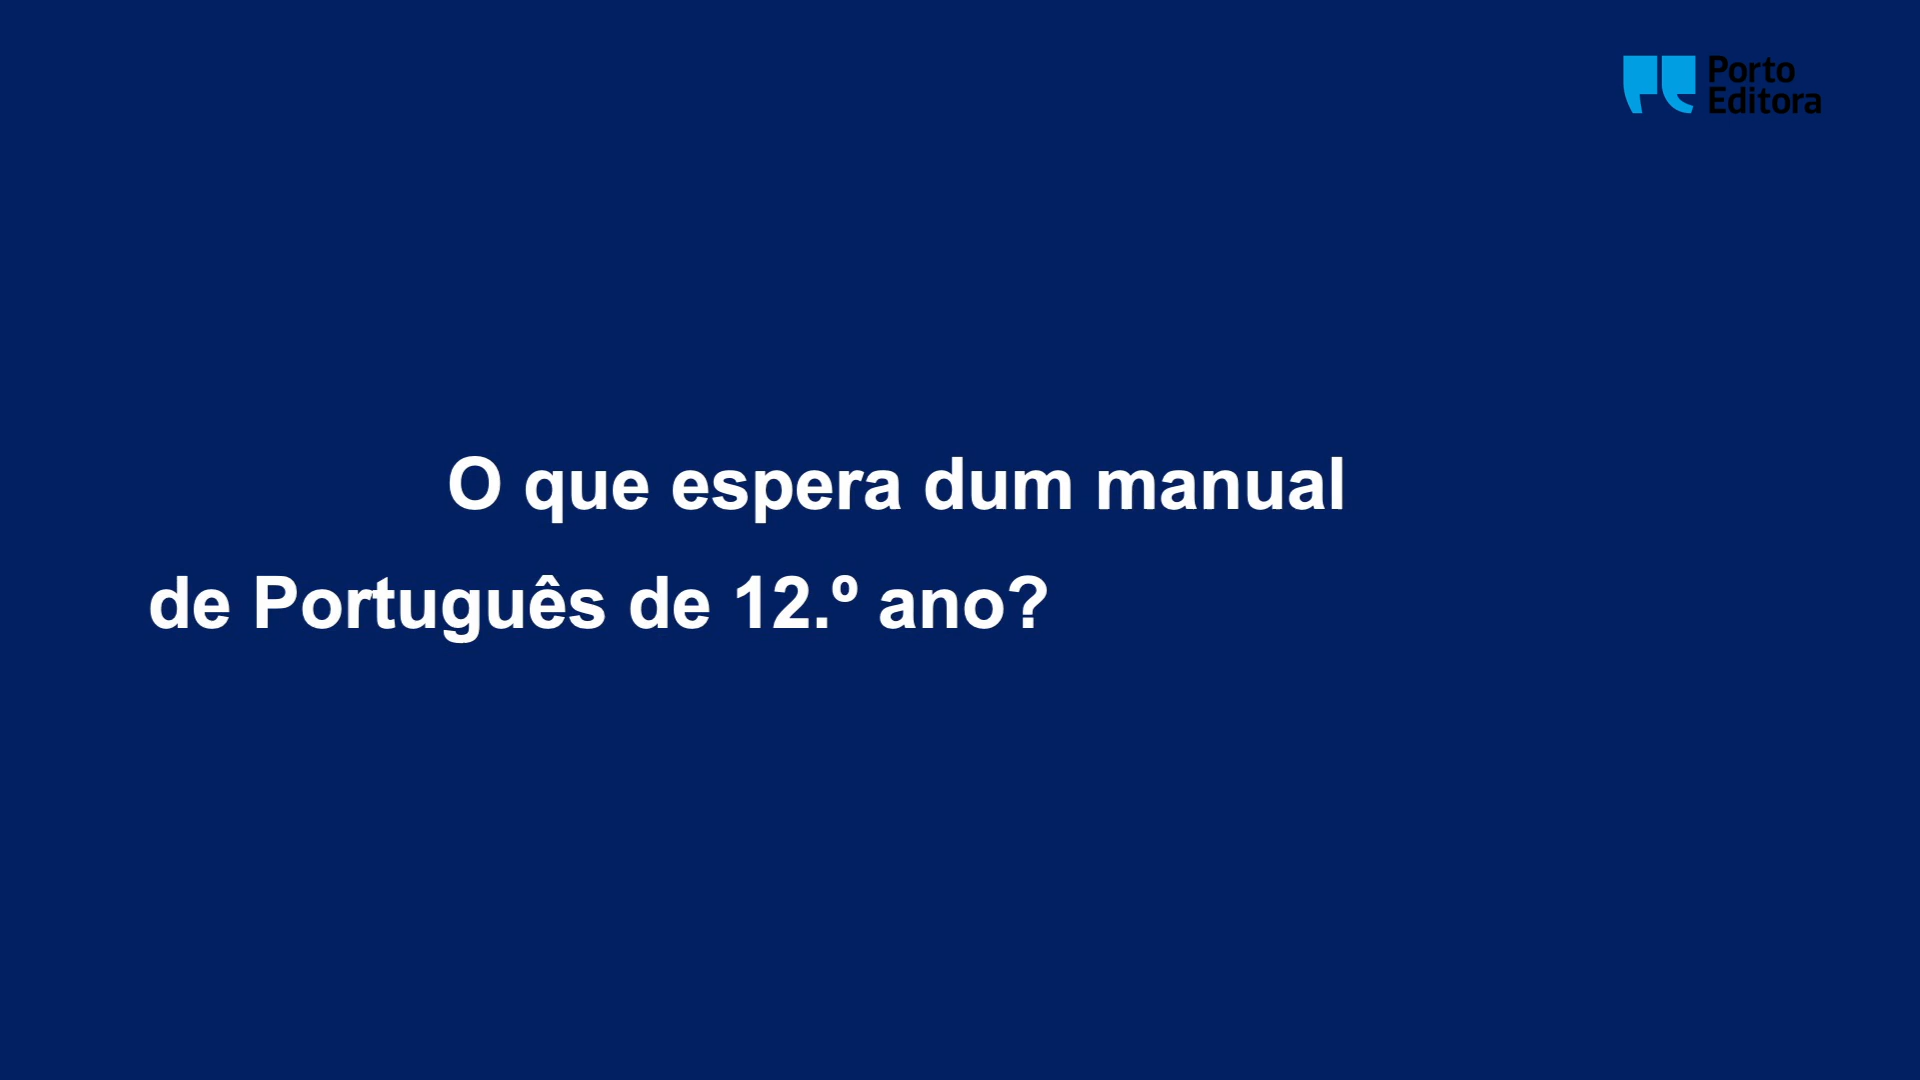 Porto
Editora
O que espera dum manual
de Português de 12.º ano?